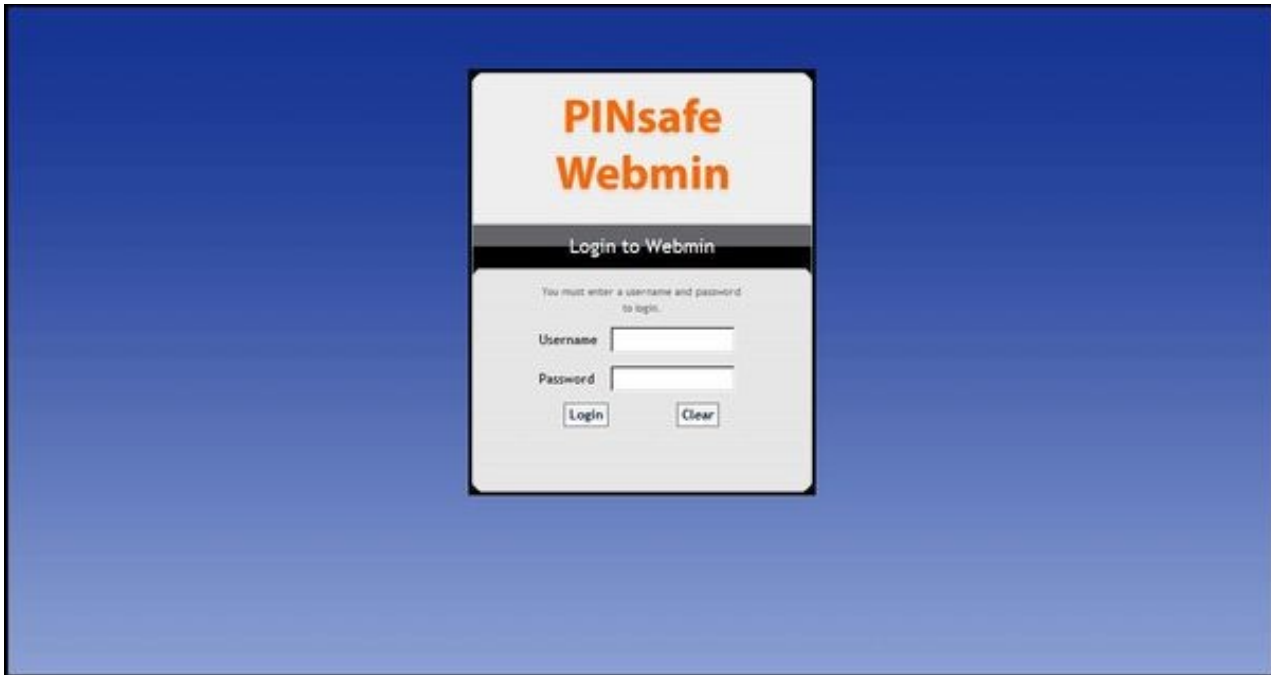 PINsafe
Webmin
Login to Webmin
You must enter a username and password
to login.
Username
Password
Login
Clear